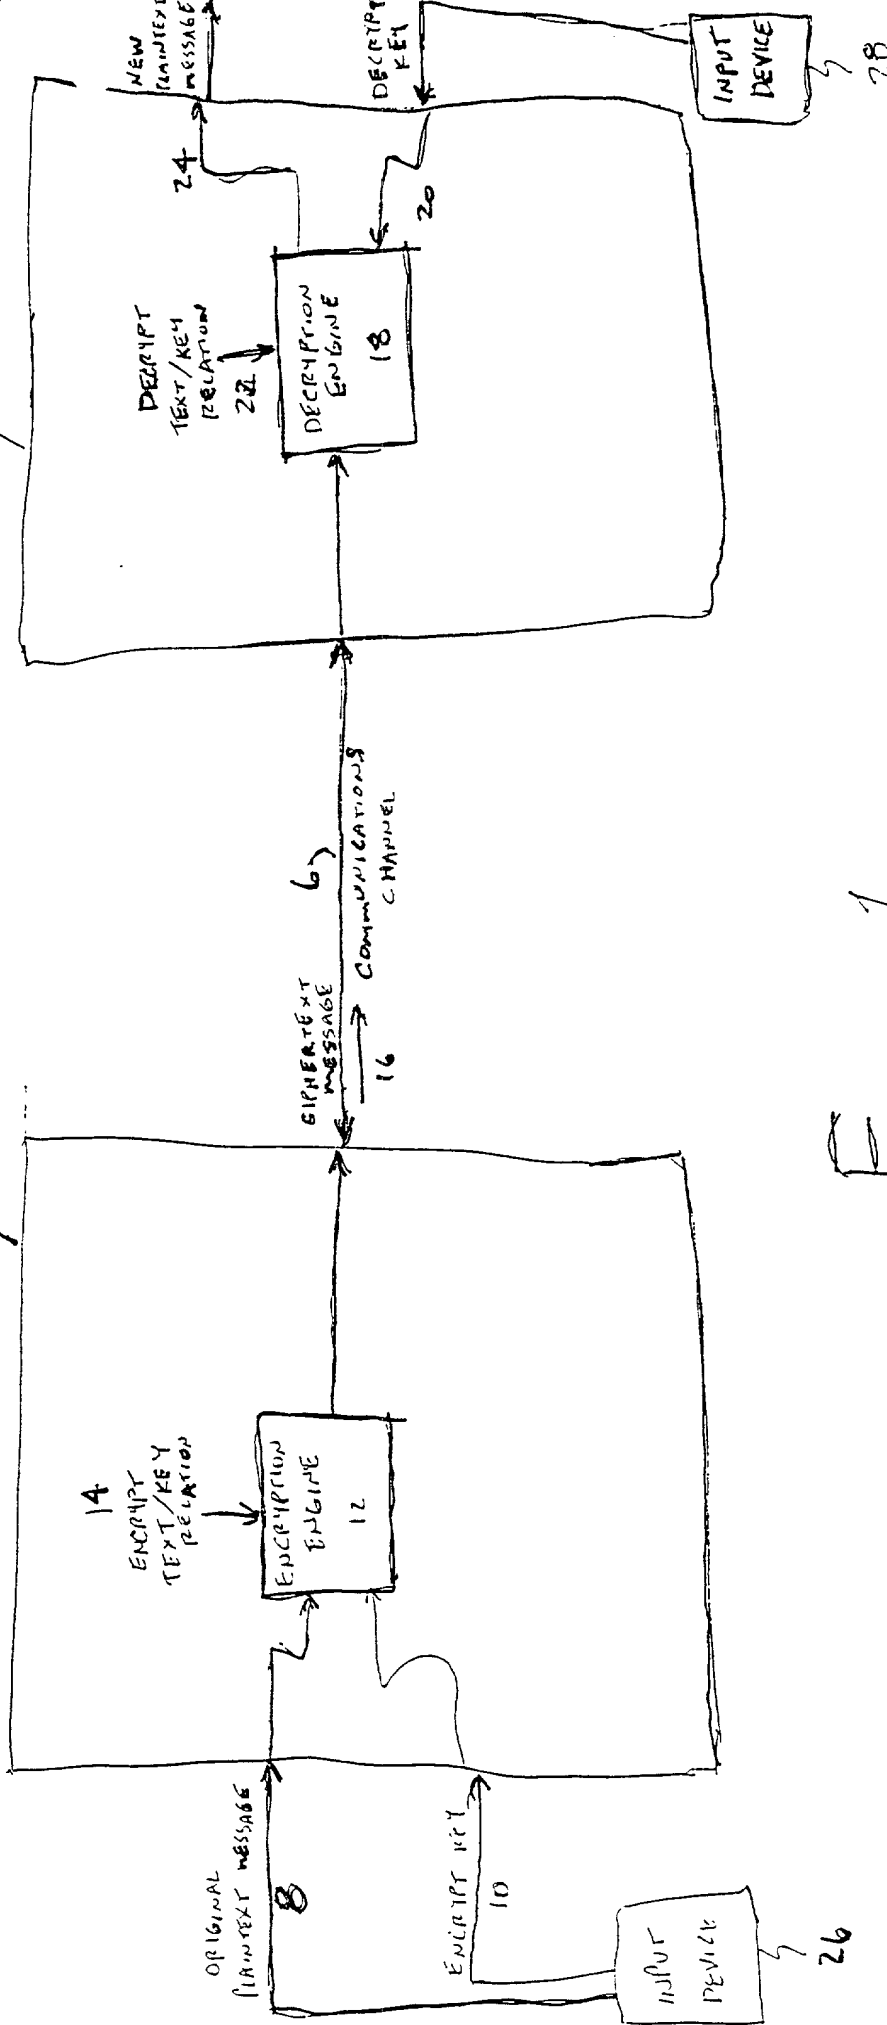 ORIGINAL
PLAINTEXT MESSAGE
8
ENCRYPT KEY
10
INPUT
DEVICE
26
14
ENCRYPT
TEXT/KEY
RELATION
ENCRYPTION
ENGINE
12
CIPHERTEXT
MESSAGE
16
6
COMMUNICATIONS
CHANNEL
DECRYPT
TEXT/KEY
RELATION
22
DECRYPTION
ENGINE
18
24
20
NEW
PLAINTEXT
MESSAGE
DECRYPT
KEY
INPUT
DEVICE
28
1